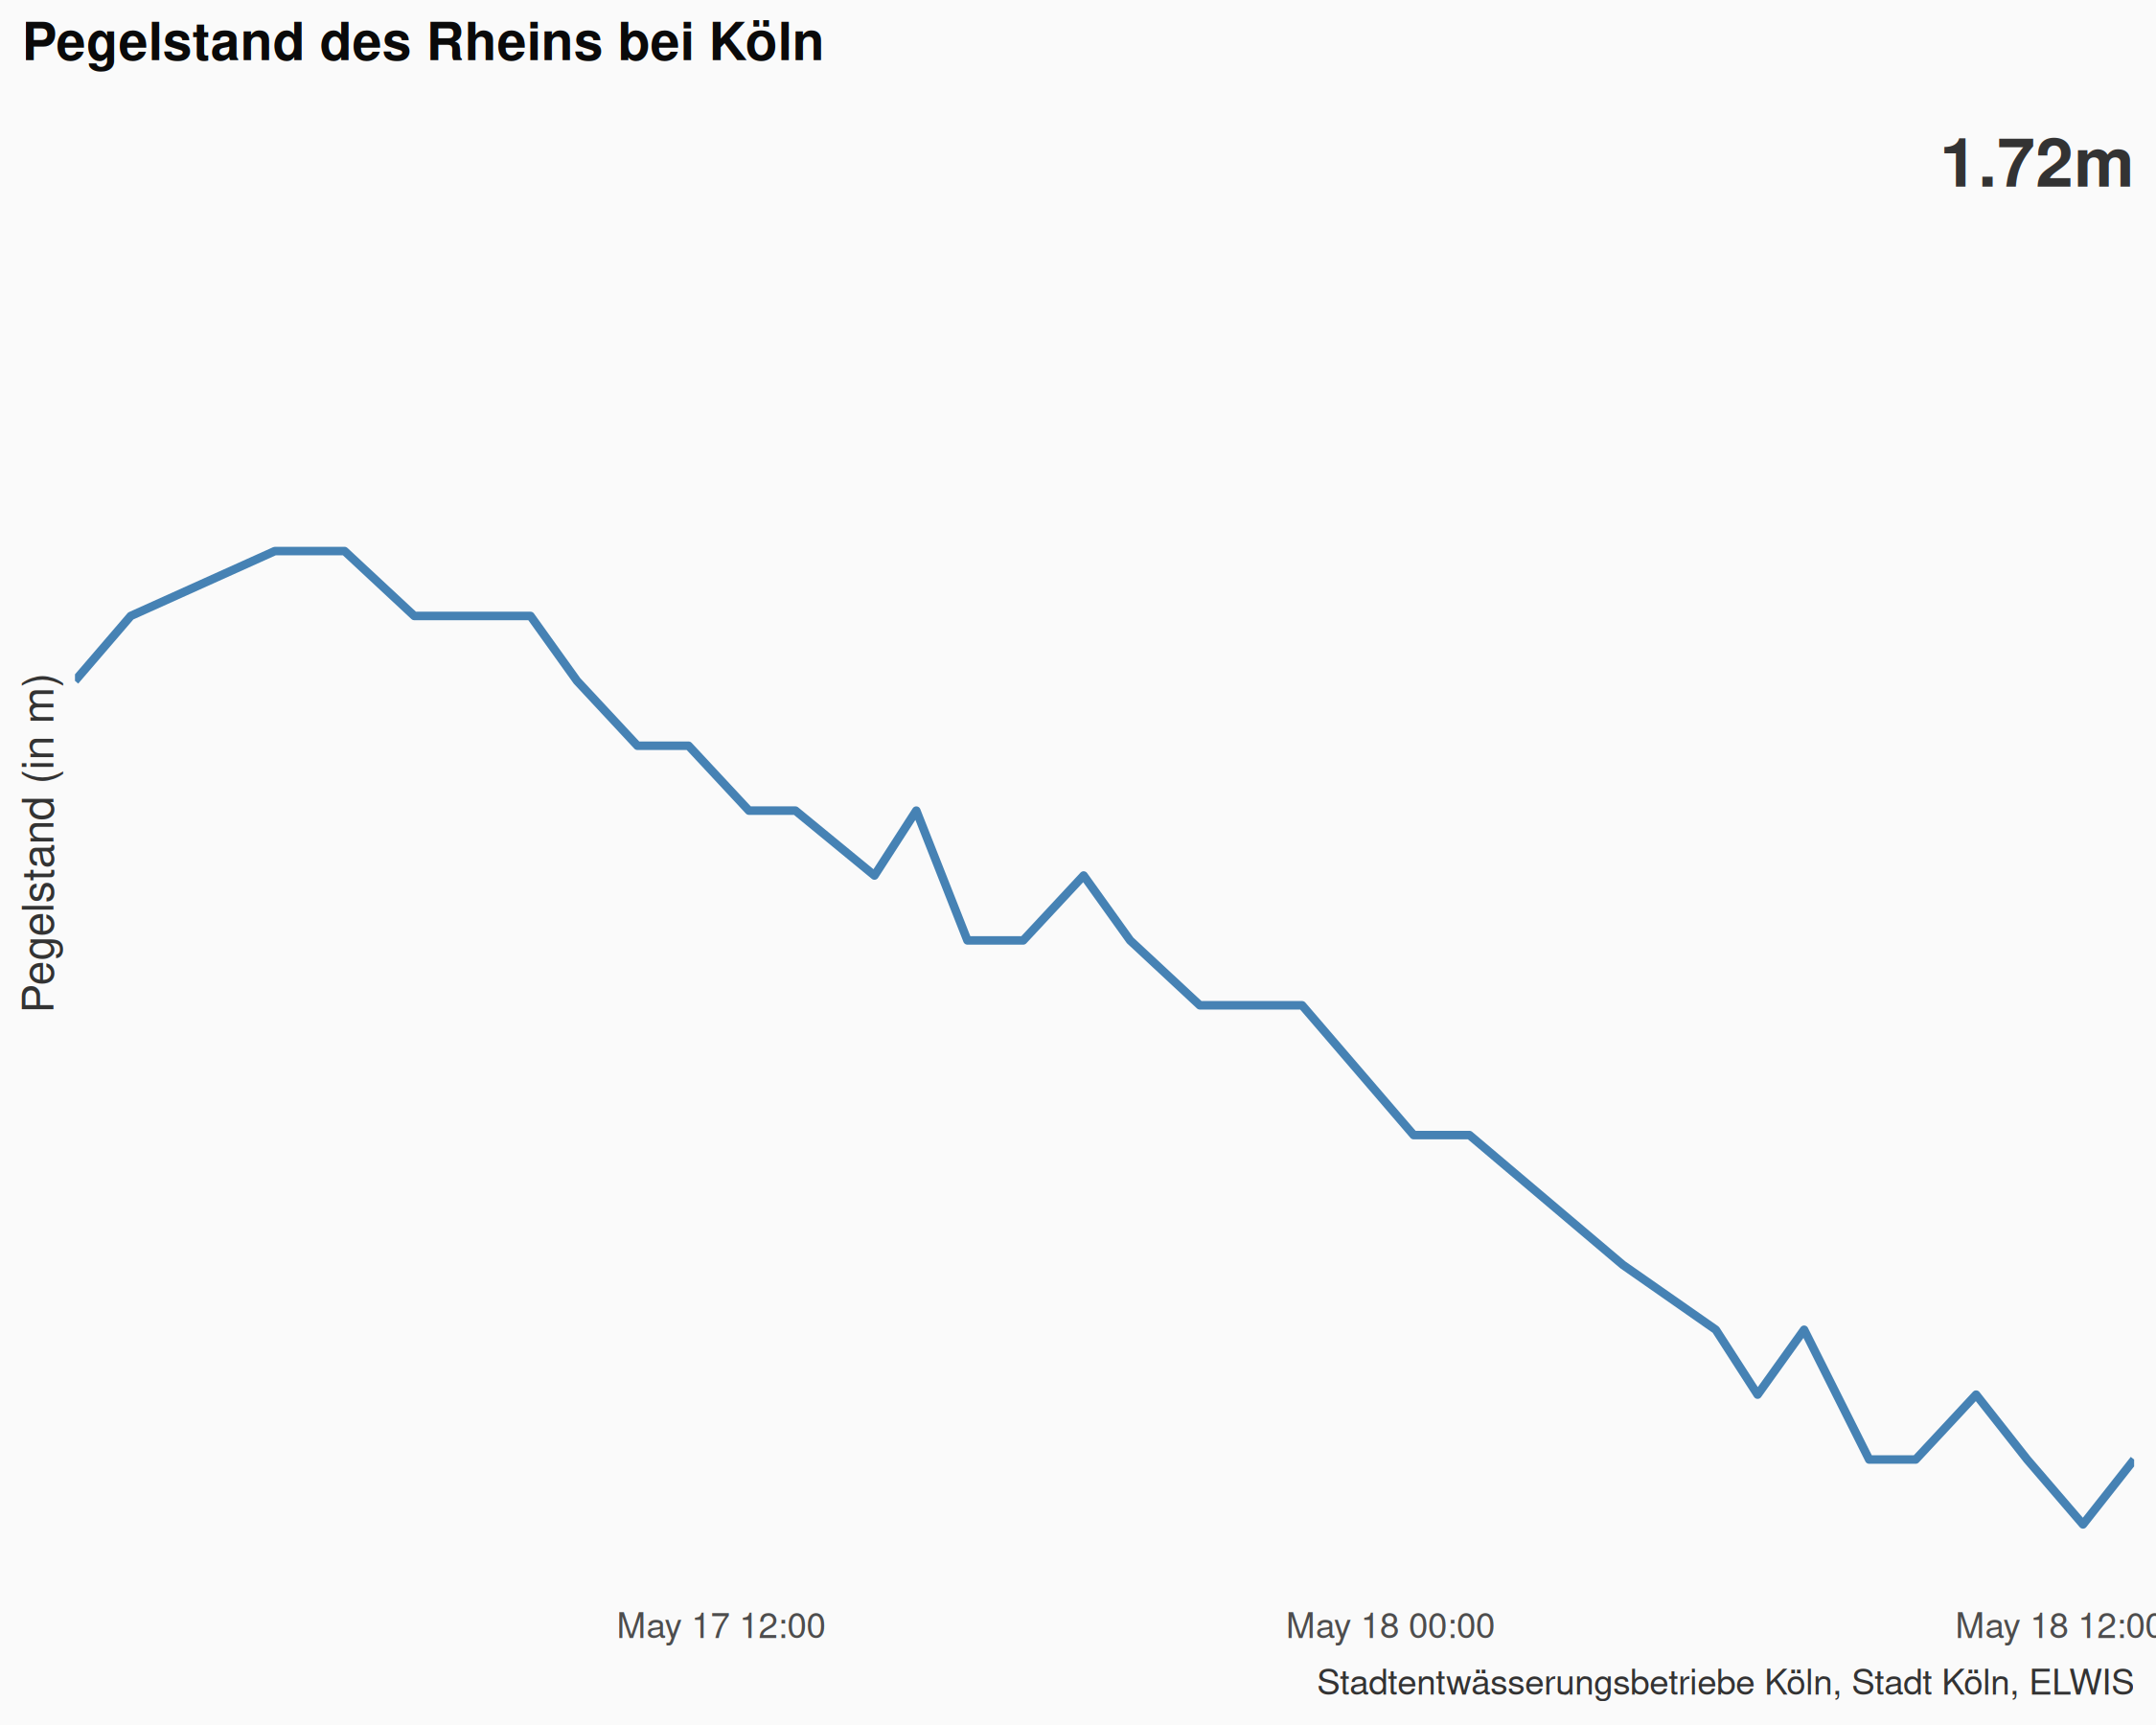 Pegelstand des Rheins bei Köln
1.72m
Pegelstand (in m)
May 17 12:00
May 18 00:00
May 18 12:00
Stadtentwässerungsbetriebe Köln, Stadt Köln, ELWIS